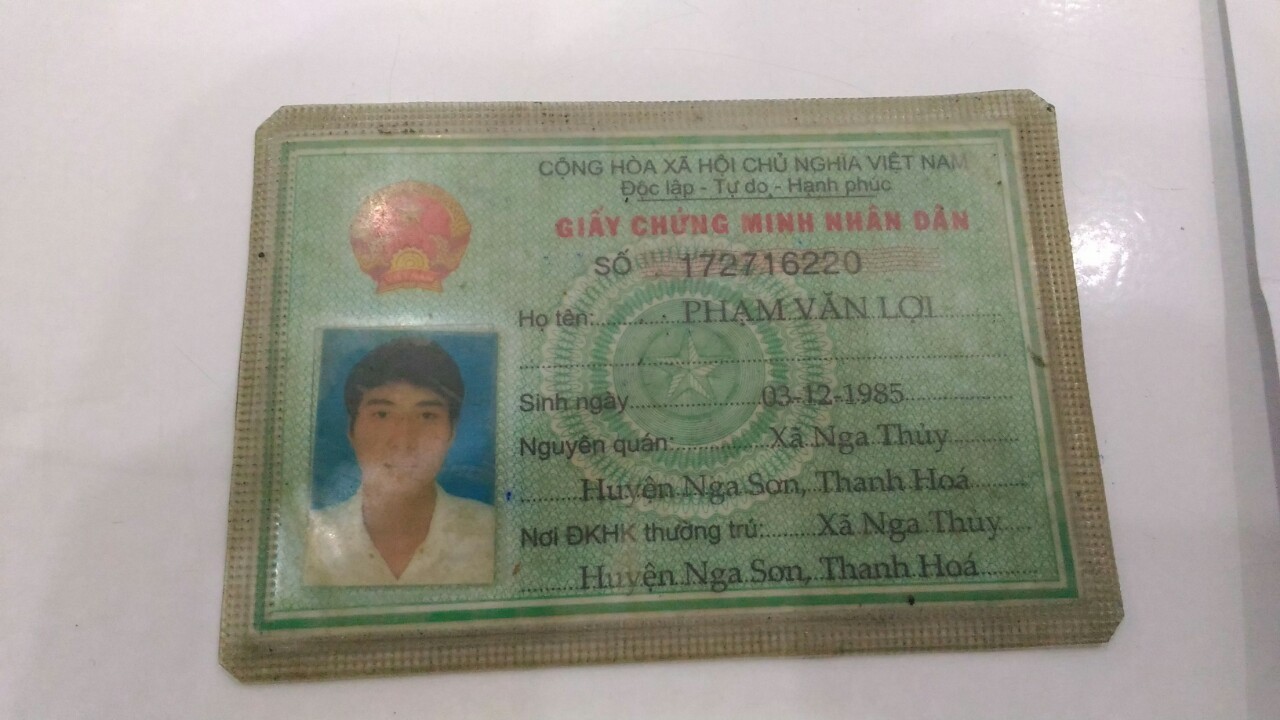 CỘNG HÒA XÃ HỘI CHỦ NGHĨA VIỆT NAM
Độc lập - Tự do - Hạnh phúc
GIẤY CHỨNG MINH NHÂN DÂN
SỐ 172716220
Họ tên: PHẠM VĂN LỢI
Sinh ngày 03-12-1985
Nguyên quán: Xã Nga Thủy
Huyện Nga Sơn, Thanh Hoá
Nơi ĐKHK thường trú: Xã Nga Thủy
Huyện Nga Sơn, Thanh Hoá